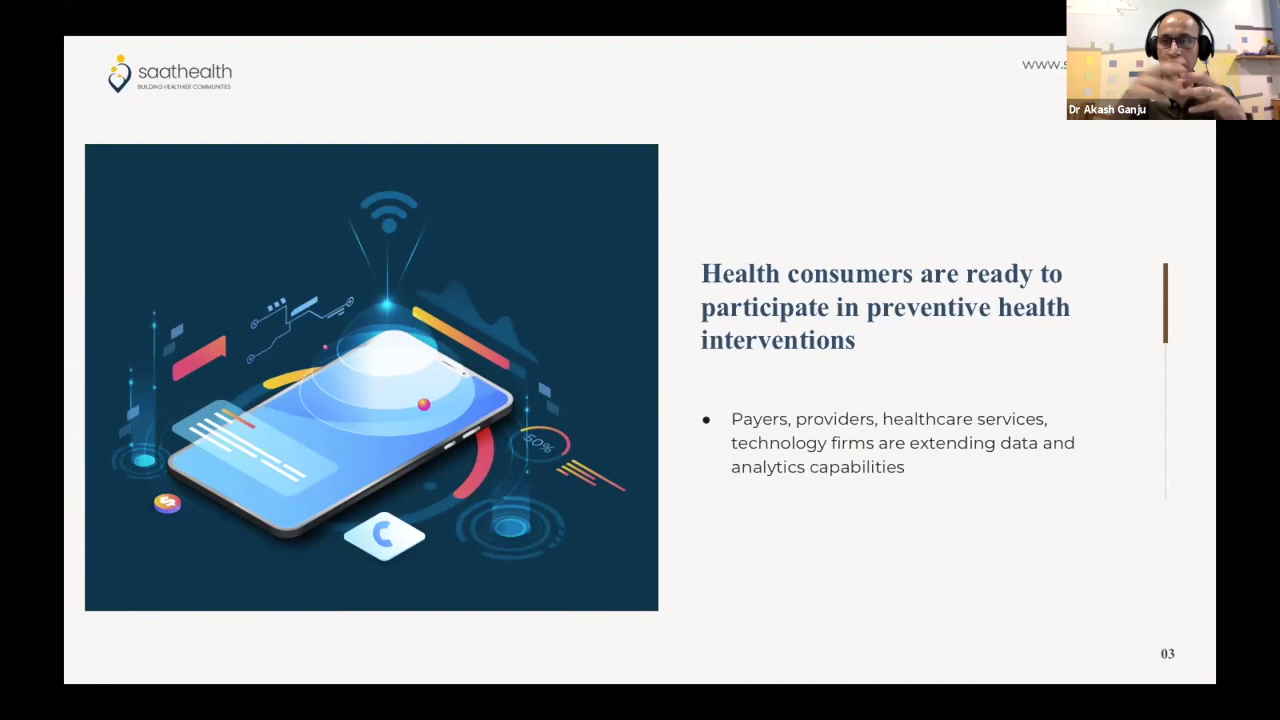 saathealth
BUILDING HEALTHIER COMMUNITIES
www.s
Dr Akash Ganju
Health consumers are ready to
participate in preventive health
interventions
● Payers, providers, healthcare services,
technology firms are extending data and
analytics capabilities
60%
$
03